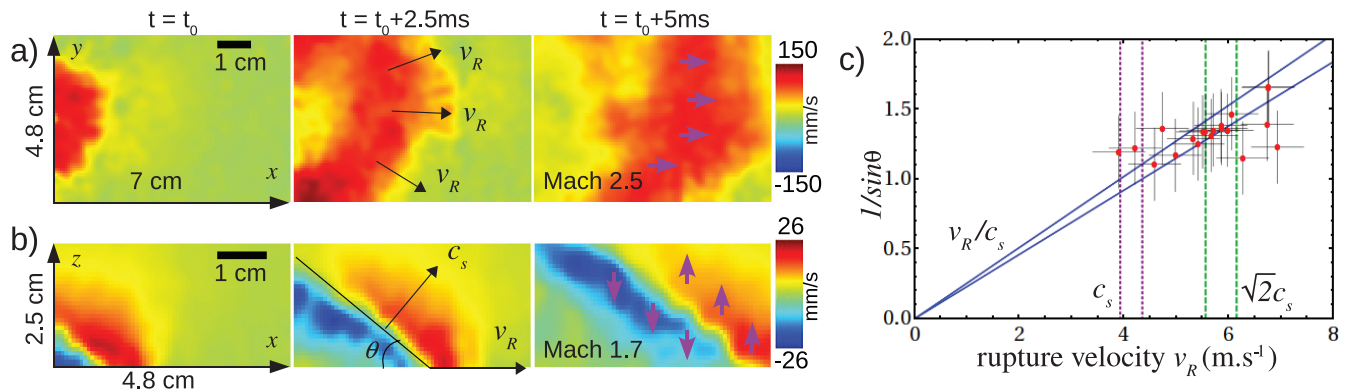 t = t0
t = t0+2.5ms
t = t0+5ms
a)
4.8 cm
y
1 cm
7 cm
x
vR
vR
vR
Mach 2.5
150
mm/s
-150
b)
2.5 cm
z
1 cm
x
4.8 cm
cs
θ
vR
Mach 1.7
26
mm/s
-26
c)
1/sinθ
2.0
1.5
1.0
0.5
0.0
vR/cs
cs
√2cs
0
2
4
6
8
rupture velocity vR (m.s-1)